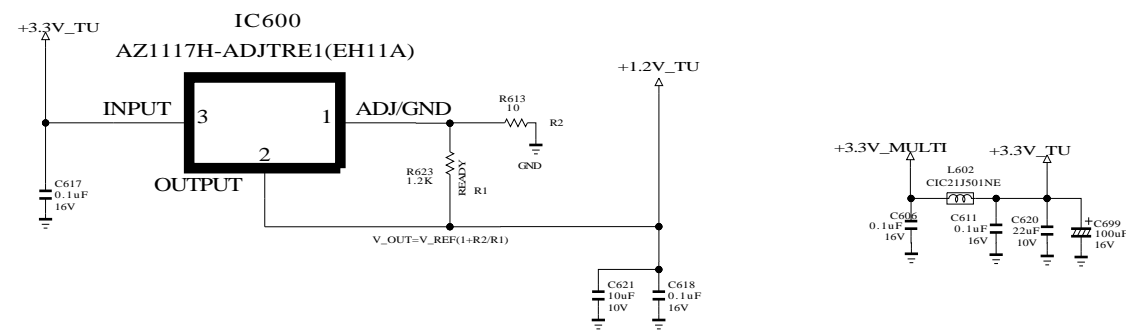 IC600
+3.3V_TU
AZ1117H-ADJTRE1(EH11A)
INPUT
3
1
ADJ/GND
2
OUTPUT
R613
10
R2
GND
R623
1.2K
READY
R1
C617
0.1uF
16V
V_OUT=V_REF(1+R2/R1)
+1.2V_TU
C621
10uF
10V
C618
0.1uF
16V
+3.3V_MULTI
L602
CIC21J501NE
+3.3V_TU
C606
0.1uF
16V
C611
0.1uF
16V
C620
22uF
10V
+
C699
100uF
16V